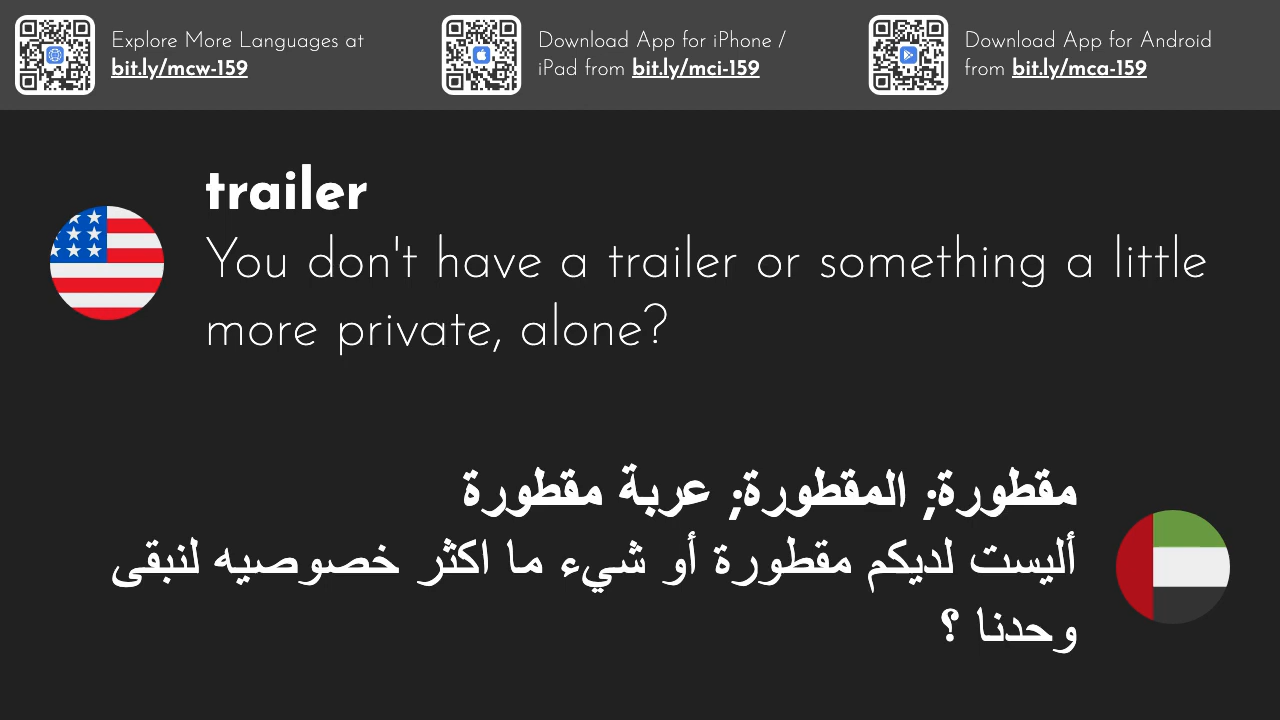 Explore More Languages at
bit.ly/mcw-159
Download App for iPhone /
iPad from bit.ly/mci-159
Download App for Android
from bit.ly/mca-159
trailer
You don't have a trailer or something a little
more private, alone?
مقطورة; المقطورة; عربة مقطورة
أليست لديكم مقطورة أو شيء ما اكثر خصوصيه لنبقى
وحدنا ؟